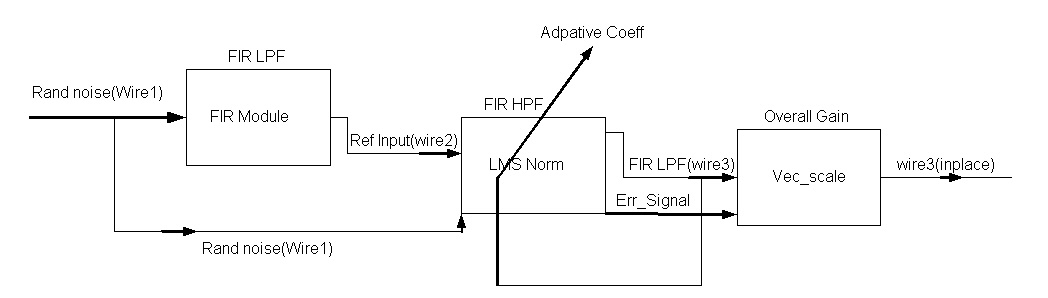 Adpative Coeff
FIR LPF
Rand noise(Wire1)
FIR Module
FIR HPF
Ref Input(wire2)
LMS Norm
Overall Gain
FIR LPF(wire3)
Vec_scale
wire3(inplace)
Err_Signal
Rand noise(Wire1)